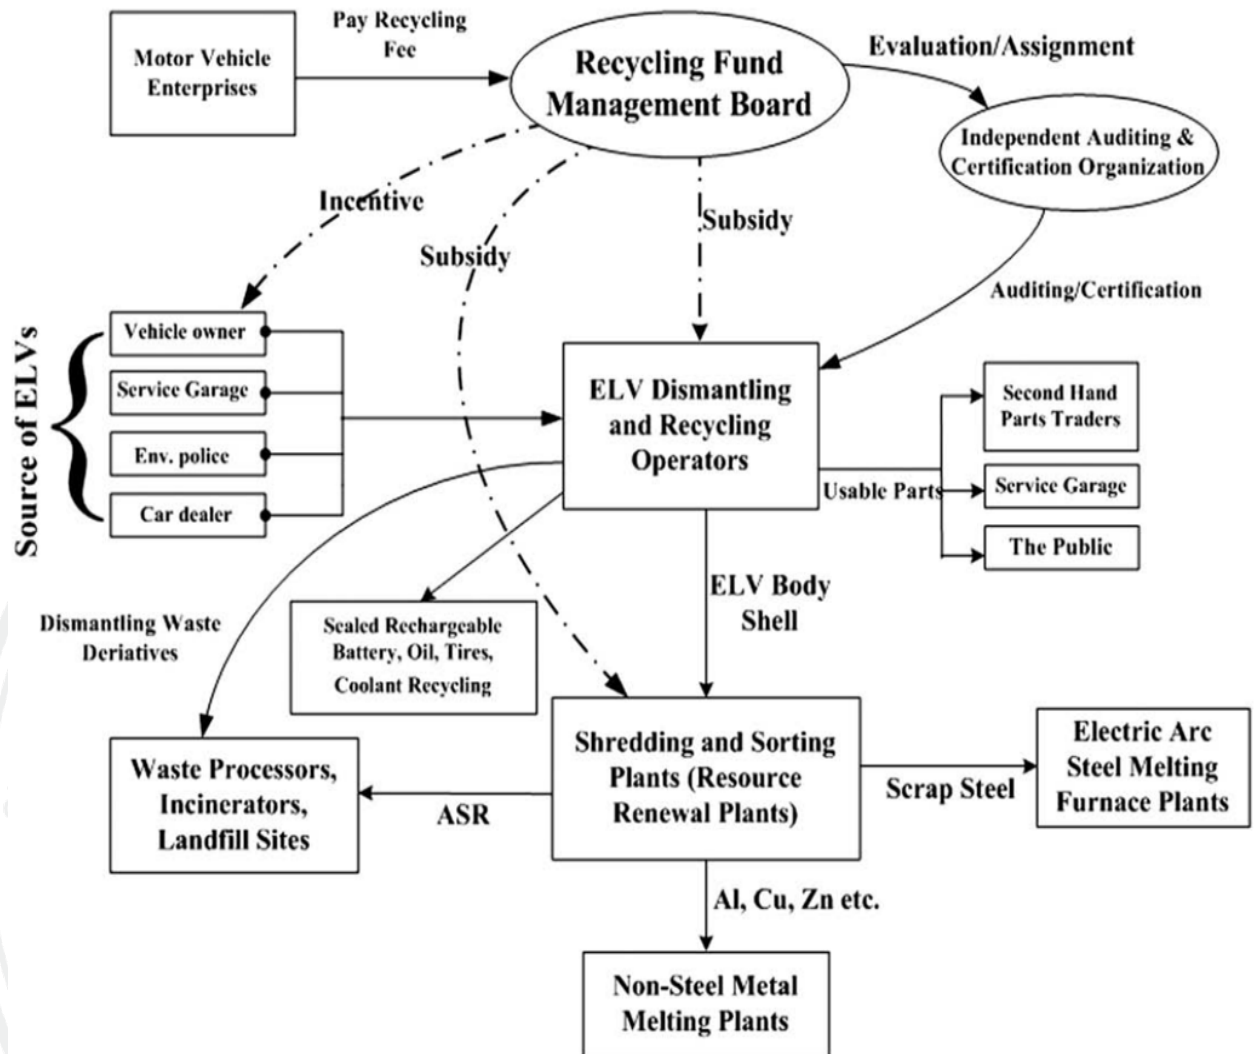 Pay Recycling
Fee
Motor Vehicle
Enterprises
Recycling Fund
Management Board
Evaluation/Assignment
Independent Auditing &
Certification Organization
Incentive
Subsidy
Subsidy
Auditing/Certification
Source of ELVs
Vehicle owner
Service Garage
Env. police
Car dealer
ELV Dismantling
and Recycling
Operators
Usable Parts
Second Hand
Parts Traders
Service Garage
The Public
Dismantling Waste
Deriatives
Sealed Rechargeable
Battery, Oil, Tires,
Coolant Recycling
ELV Body
Shell
Waste Processors,
Incinerators,
Landfill Sites
ASR
Shredding and Sorting
Plants (Resource
Renewal Plants)
Scrap Steel
Electric Arc
Steel Melting
Furnace Plants
Al, Cu, Zn etc.
Non-Steel Metal
Melting Plants